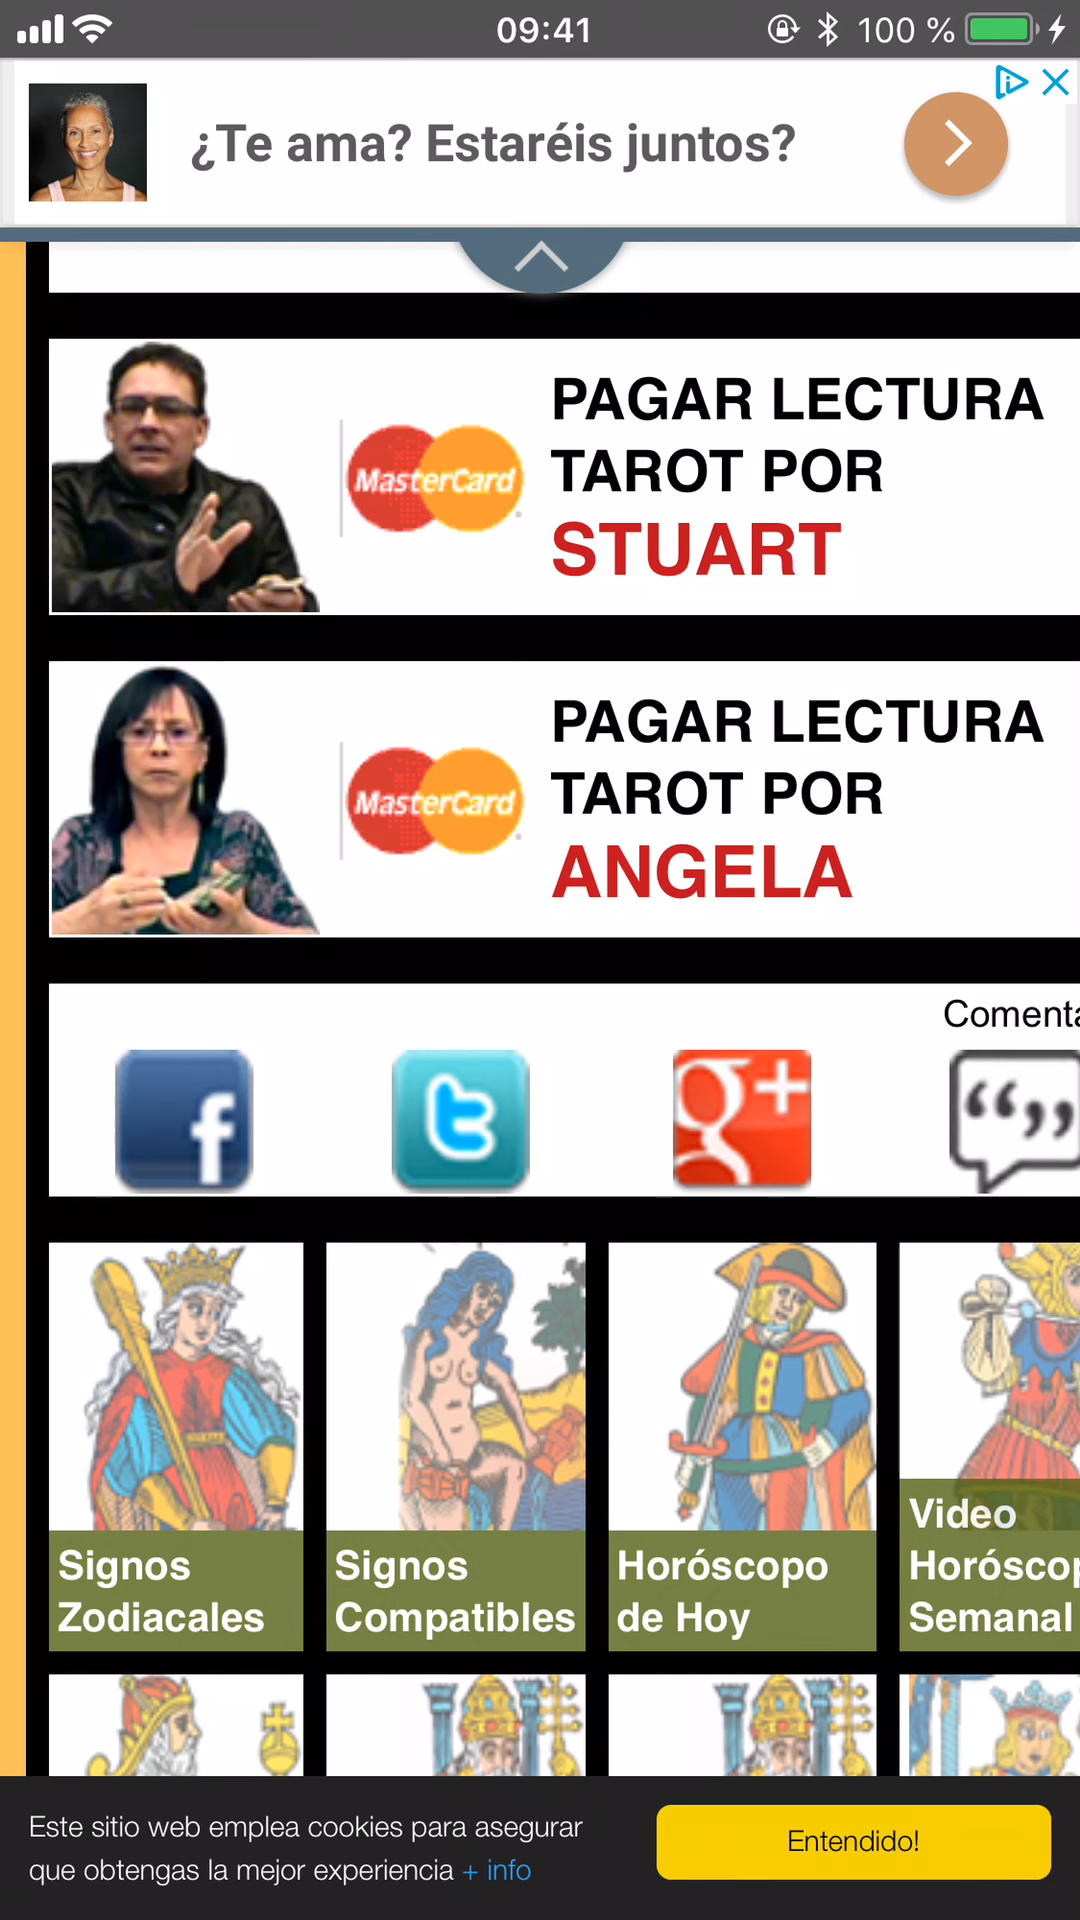 09:41
100 %
¿Te ama? Estaréis juntos?
PAGAR LECTURA
MasterCard
TAROT POR
STUART
PAGAR LECTURA
MasterCard
TAROT POR
ANGELA
Comenta
Signos
Zodiacales
Signos
Compatibles
Horóscopo
de Hoy
Video
Horóscop
Semanal
Este sitio web emplea cookies para asegurar
que obtengas la mejor experiencia + info
Entendido!